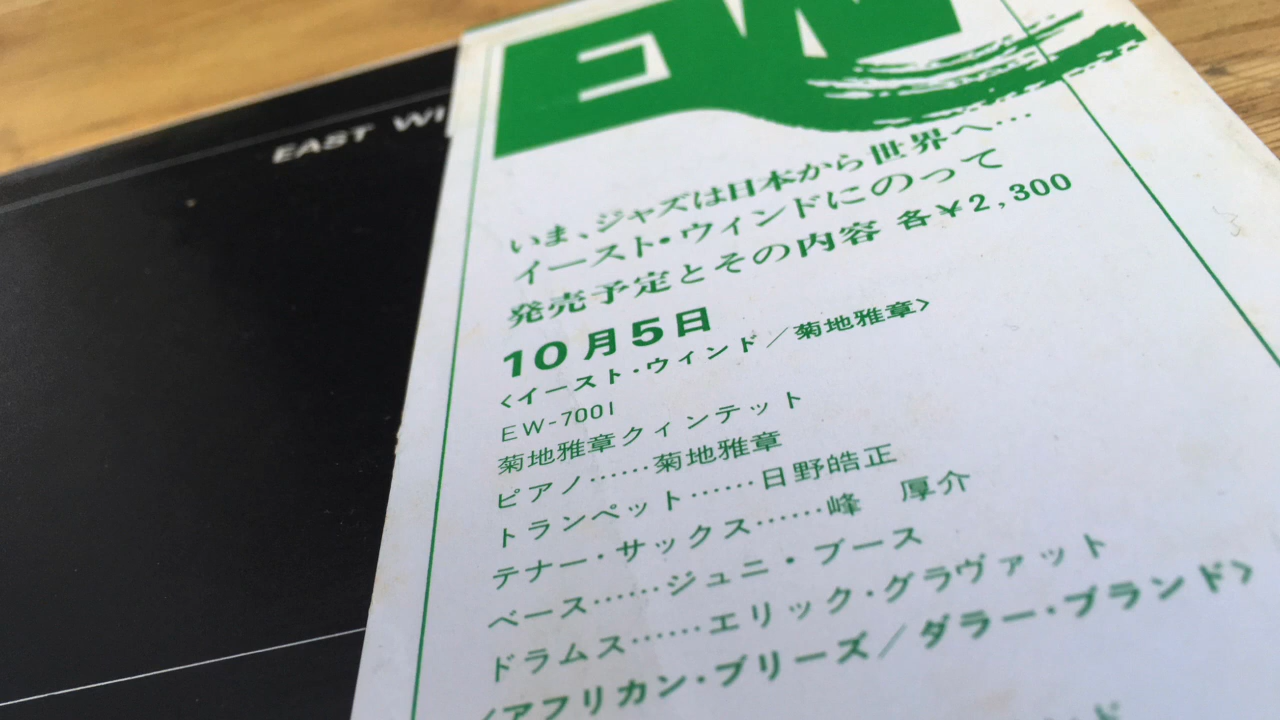 EAST WI
EW
いま、ジャズは日本から世界へ…
イースト・ウィンドにのって
発売予定とその内容 各¥2,300
10月5日
<イースト・ウィンド／菊地雅章>
EW-7001
菊地雅章クィンテット
ピアノ……菊地雅章
トランペット……日野皓正
テナー・サックス……峰 厚介
ベース……ジュニ・ブース
ドラムス……エリック・グラヴァット
<アフリカン・ブリーズ／ダラー・ブランド>